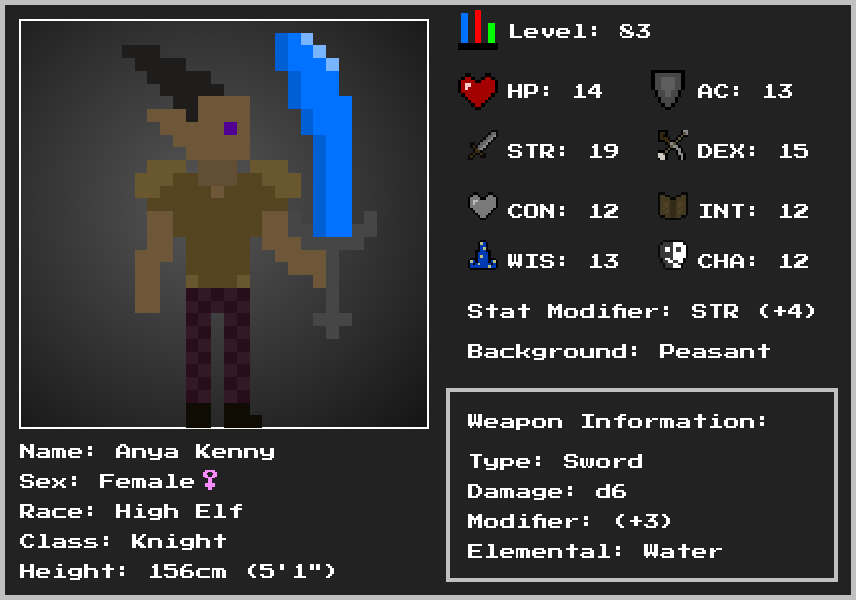 Level: 83
HP: 14
AC: 13
STR: 19
DEX: 15
CON: 12
INT: 12
WIS: 13
CHA: 12
Stat Modifier: STR (+4)
Background: Peasant
Weapon Information:
Type: Sword
Damage: d6
Modifier: (+3)
Elemental: Water
Name: Anya Kenny
Sex: Female♀
Race: High Elf
Class: Knight
Height: 156cm (5'1")